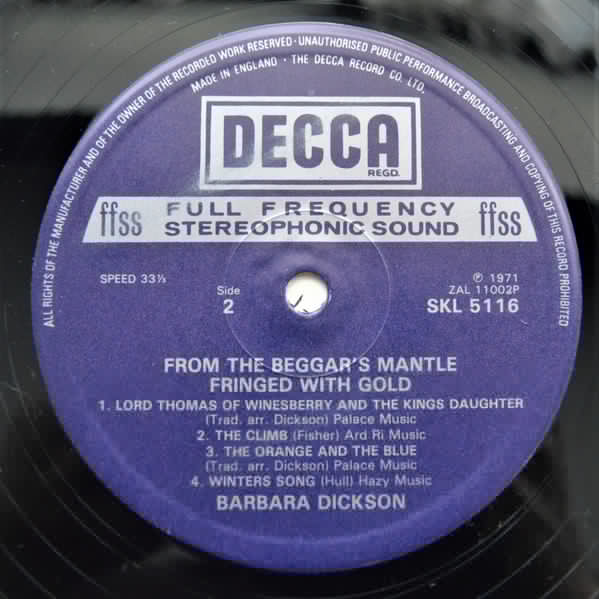 ALL RIGHTS OF THE MANUFACTURER AND OF THE OWNER OF THE RECORDED WORK RESERVED · UNAUTHORISED PUBLIC PERFORMANCE BROADCASTING AND COPYING OF THIS RECORD PROHIBITED
MADE IN ENGLAND · THE DECCA RECORD CO. LTD.
DECCA
REGD.
ffss FULL FREQUENCY ffss
STEREOPHONIC SOUND
SPEED 33⅓
Side
2
℗ 1971
ZAL 11002P
SKL 5116
FROM THE BEGGAR'S MANTLE
FRINGED WITH GOLD
1. LORD THOMAS OF WINESBERRY AND THE KINGS DAUGHTER
(Trad. arr. Dickson) Palace Music
2. THE CLIMB (Fisher) Ard Ri Music
3. THE ORANGE AND THE BLUE
(Trad. arr. Dickson) Palace Music
4. WINTERS SONG (Hull) Hazy Music
BARBARA DICKSON